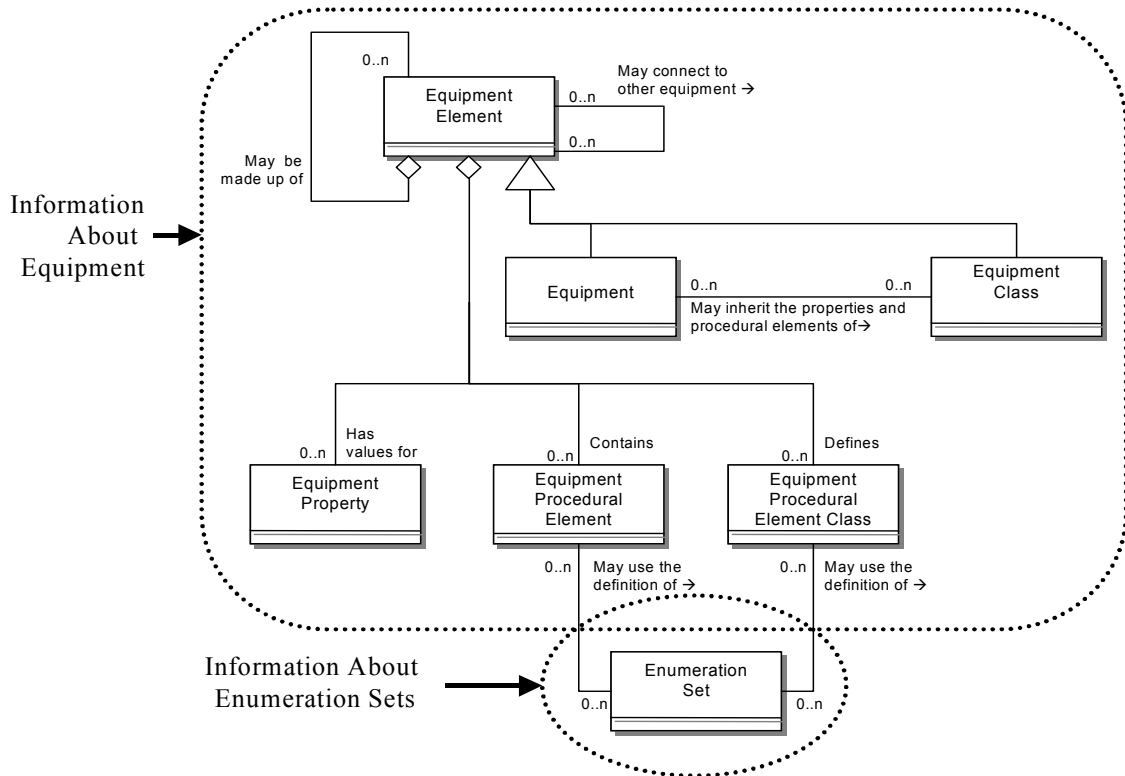 0..n
Equipment
Element
May connect to
other equipment →
0..n
0..n
May be
made up of
Information
About
Equipment
Equipment
Equipment
Class
0..n
0..n
May inherit the properties and
procedural elements of→
Has
values for
0..n
Contains
0..n
Defines
0..n
Equipment
Property
Equipment
Procedural
Element
Equipment
Procedural
Element Class
0..n
May use the
definition of →
0..n
May use the
definition of →
Information About
Enumeration Sets
Enumeration
Set
0..n
0..n